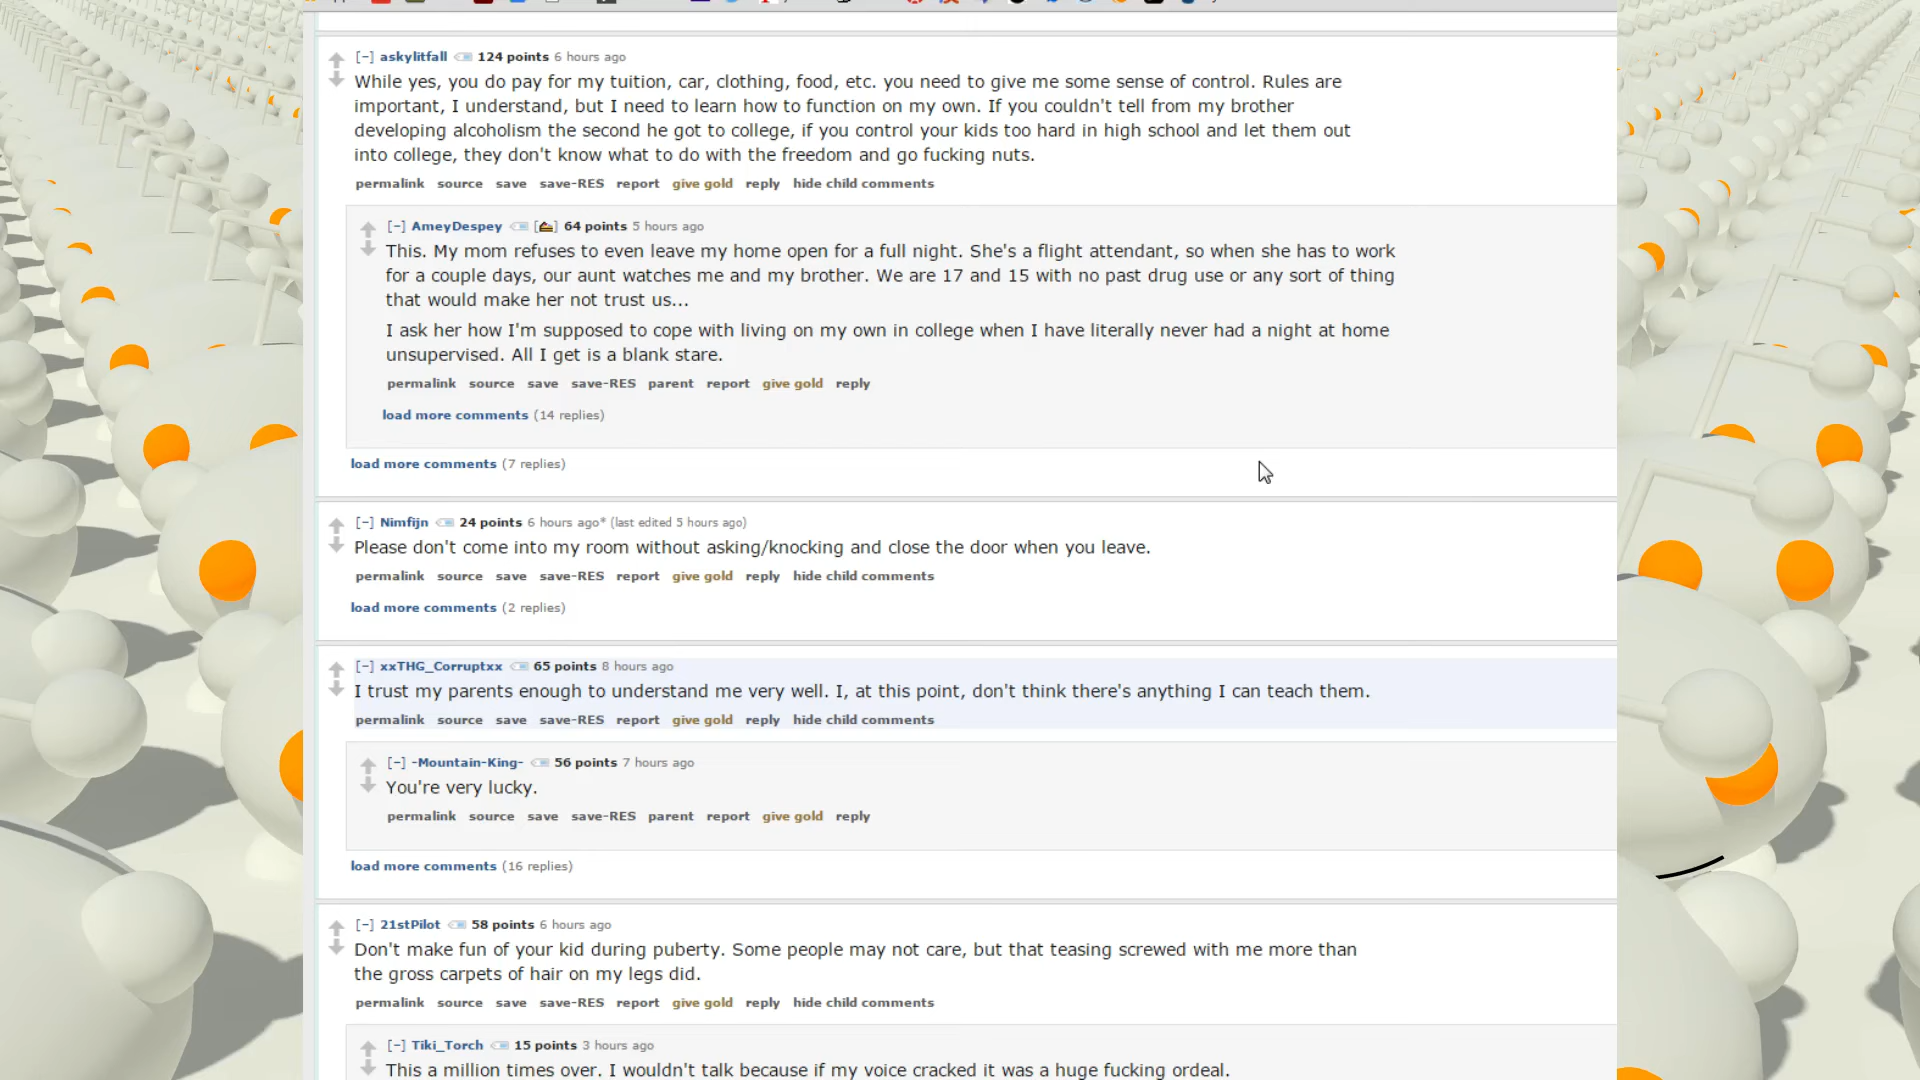 [-] askylitfall 124 points 6 hours ago
While yes, you do pay for my tuition, car, clothing, food, etc. you need to give me some sense of control. Rules are
important, I understand, but I need to learn how to function on my own. If you couldn't tell from my brother
developing alcoholism the second he got to college, if you control your kids too hard in high school and let them out
into college, they don't know what to do with the freedom and go fucking nuts.
permalink source save save-RES report give gold reply hide child comments
[-] AmeyDespey 64 points 5 hours ago
This. My mom refuses to even leave my home open for a full night. She's a flight attendant, so when she has to work
for a couple days, our aunt watches me and my brother. We are 17 and 15 with no past drug use or any sort of thing
that would make her not trust us...
I ask her how I'm supposed to cope with living on my own in college when I have literally never had a night at home
unsupervised. All I get is a blank stare.
permalink source save save-RES parent report give gold reply
load more comments (14 replies)
load more comments (7 replies)
[-] Nimfijn 24 points 6 hours ago* (last edited 5 hours ago)
Please don't come into my room without asking/knocking and close the door when you leave.
permalink source save save-RES report give gold reply hide child comments
load more comments (2 replies)
[-] xxTHG_Corruptxx 65 points 8 hours ago
I trust my parents enough to understand me very well. I, at this point, don't think there's anything I can teach them.
permalink source save save-RES report give gold reply hide child comments
[-] -Mountain-King- 56 points 7 hours ago
You're very lucky.
permalink source save save-RES parent report give gold reply
load more comments (16 replies)
[-] 21stPilot 58 points 6 hours ago
Don't make fun of your kid during puberty. Some people may not care, but that teasing screwed with me more than
the gross carpets of hair on my legs did.
permalink source save save-RES report give gold reply hide child comments
[-] Tiki_Torch 15 points 3 hours ago
This a million times over. I wouldn't talk because if my voice cracked it was a huge fucking ordeal.